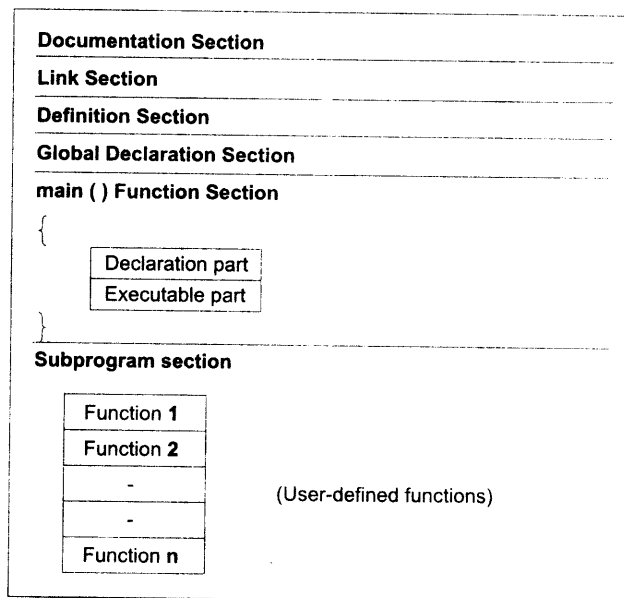 Documentation Section
Link Section
Definition Section
Global Declaration Section
main ( ) Function Section
{
Declaration part
Executable part
}
Subprogram section
Function 1
Function 2
-
-
Function n
(User-defined functions)